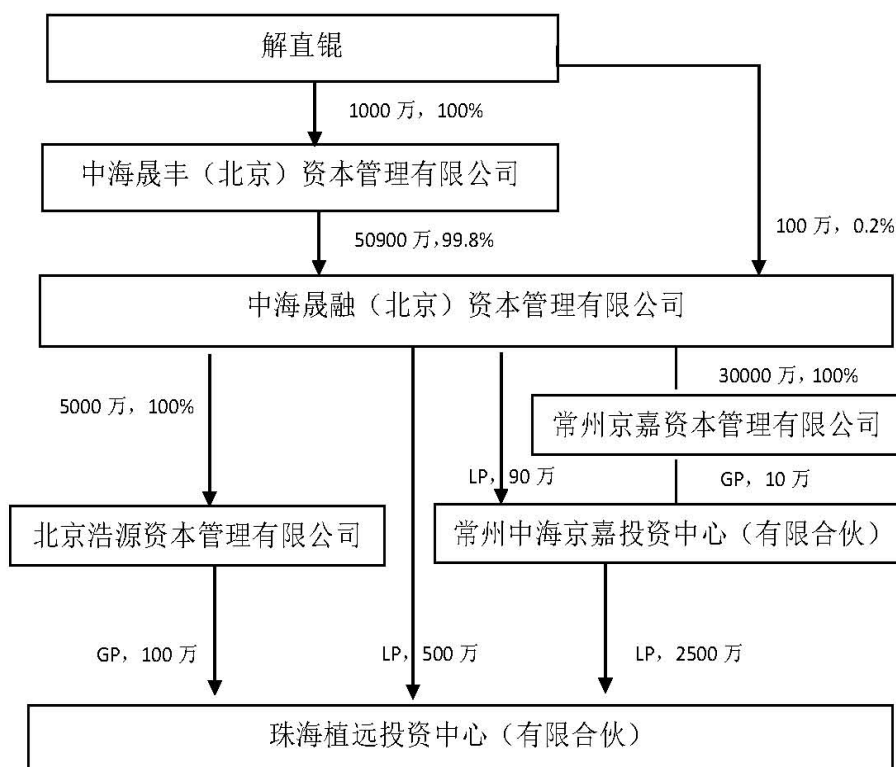 解直锟
1000 万，100%
中海晟丰（北京）资本管理有限公司
100 万，0.2%
50900 万,99.8%
中海晟融（北京）资本管理有限公司
30000 万，100%
5000 万，100%
常州京嘉资本管理有限公司
LP，90 万
GP，10 万
北京浩源资本管理有限公司
常州中海京嘉投资中心（有限合伙）
GP，100 万
LP，500 万
LP，2500 万
珠海植远投资中心（有限合伙）